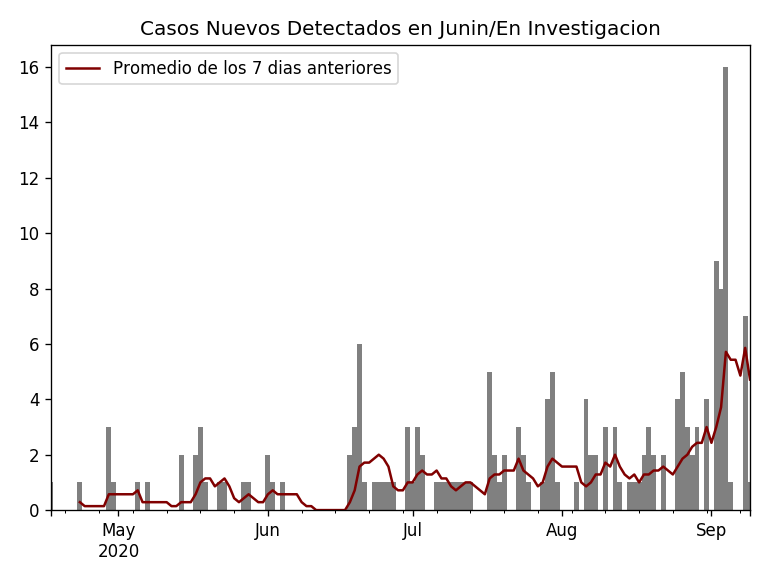 Casos Nuevos Detectados en Junin/En Investigacion
Promedio de los 7 dias anteriores
16
14
12
10
8
6
4
2
0
May
2020
Jun
Jul
Aug
Sep